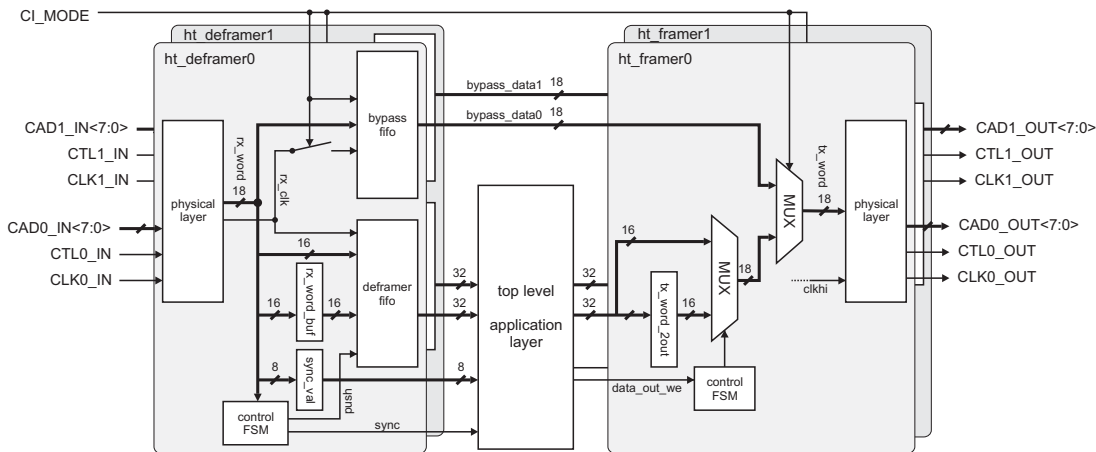 CI_MODE
ht_deframer1
ht_deframer0
ht_framer1
ht_framer0
bypass_data1
18
bypass_data0
18
bypass
fifo
CAD1_IN<7:0>
CTL1_IN
CLK1_IN
CAD0_IN<7:0>
CTL0_IN
CLK0_IN
physical
layer
rx_word
18
rx_clk
16
16
rx_word_buf
16
deframer
fifo
8
sync_val
push
control
FSM
sync
32
32
8
top level
application
layer
32
32
data_out_we
16
tx_word_2out
16
MUX
18
control
FSM
MUX
tx_word
18
clkhi
physical
layer
CAD1_OUT<7:0>
CTL1_OUT
CLK1_OUT
CAD0_OUT<7:0>
CTL0_OUT
CLK0_OUT